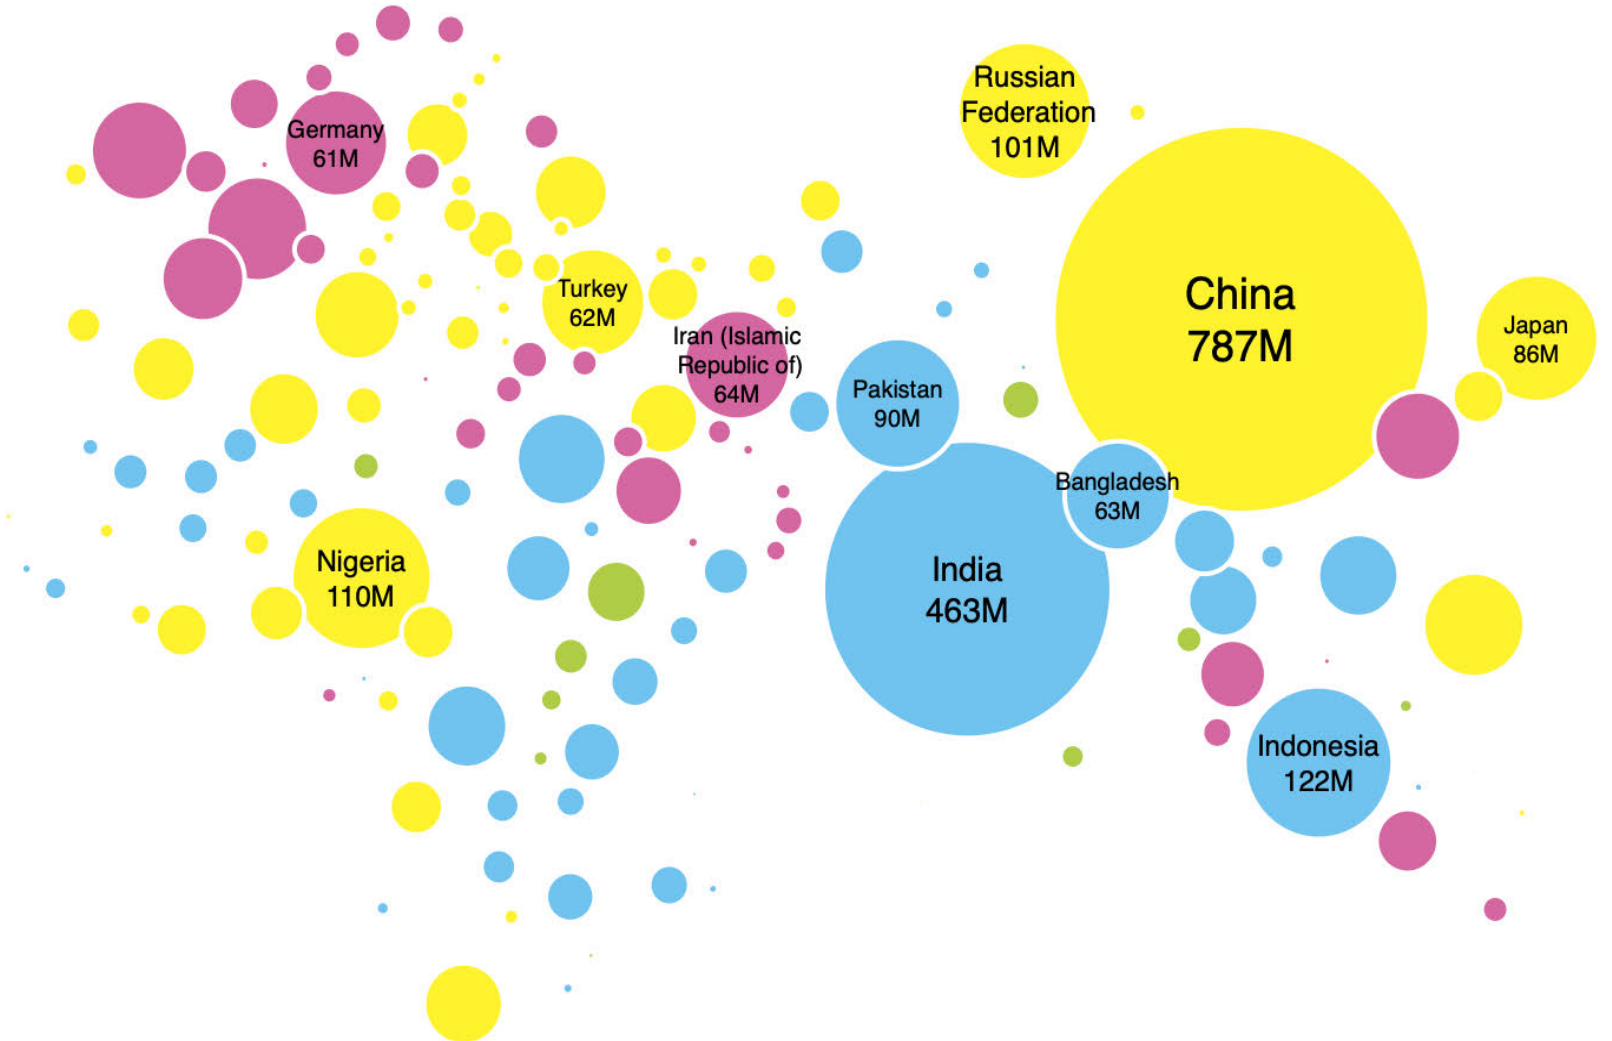 Russian
Federation
101M
Germany
61M
China
787M
Turkey
62M
Japan
86M
Iran (Islamic
Republic of)
64M
Pakistan
90M
Bangladesh
63M
Nigeria
110M
India
463M
Indonesia
122M